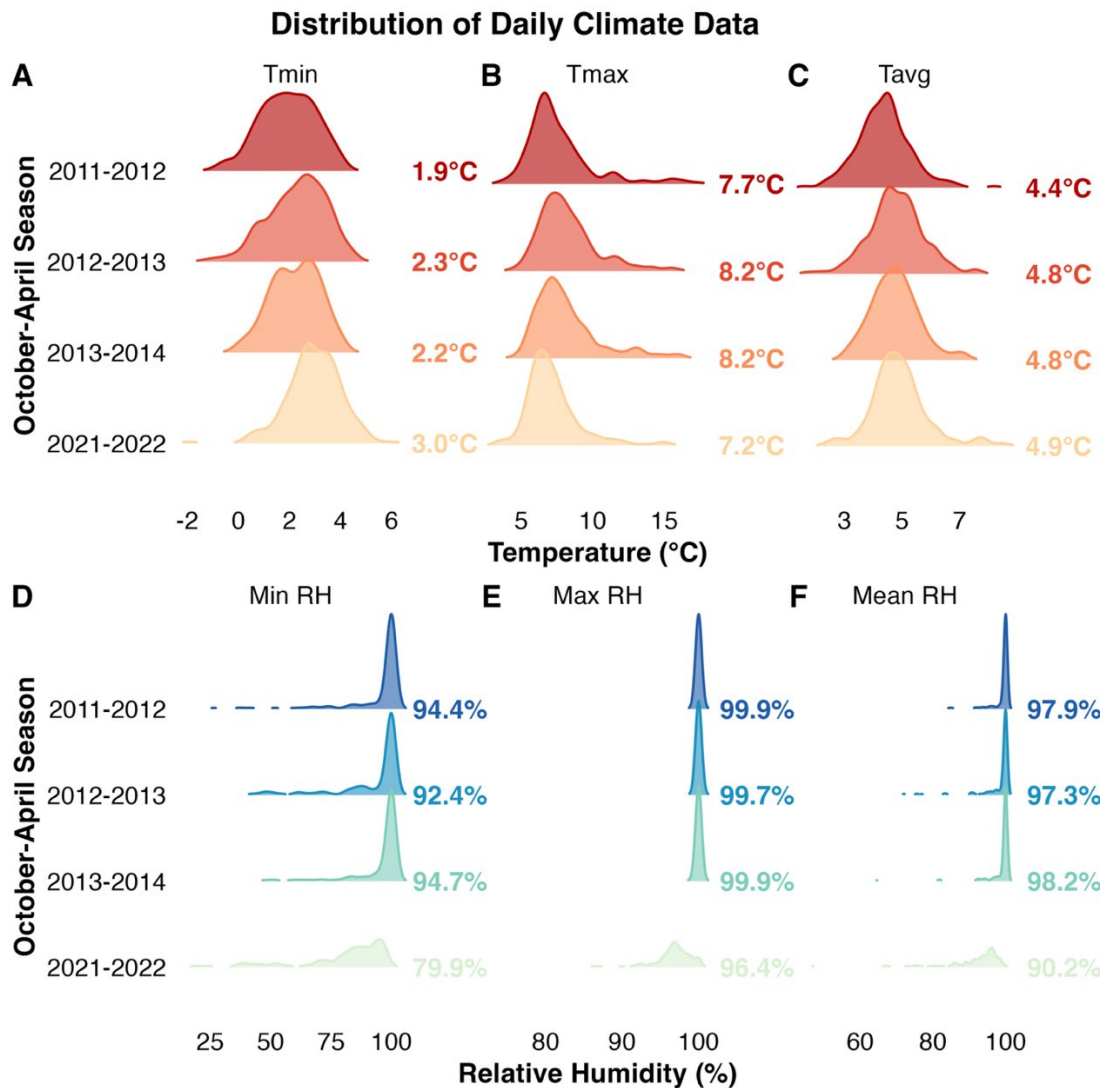 Distribution of Daily Climate Data
A Tmin B Tmax C Tavg
October-April Season
2011-2012 1.9°C 7.7°C 4.4°C
2012-2013 2.3°C 8.2°C 4.8°C
2013-2014 2.2°C 8.2°C 4.8°C
2021-2022 3.0°C 7.2°C 4.9°C
-2 0 2 4 6 5 10 15 3 5 7
Temperature (°C)
D Min RH E Max RH F Mean RH
October-April Season
2011-2012 94.4% 99.9% 97.9%
2012-2013 92.4% 99.7% 97.3%
2013-2014 94.7% 99.9% 98.2%
2021-2022 79.9% 96.4% 90.2%
25 50 75 100 80 90 100 60 80 100
Relative Humidity (%)